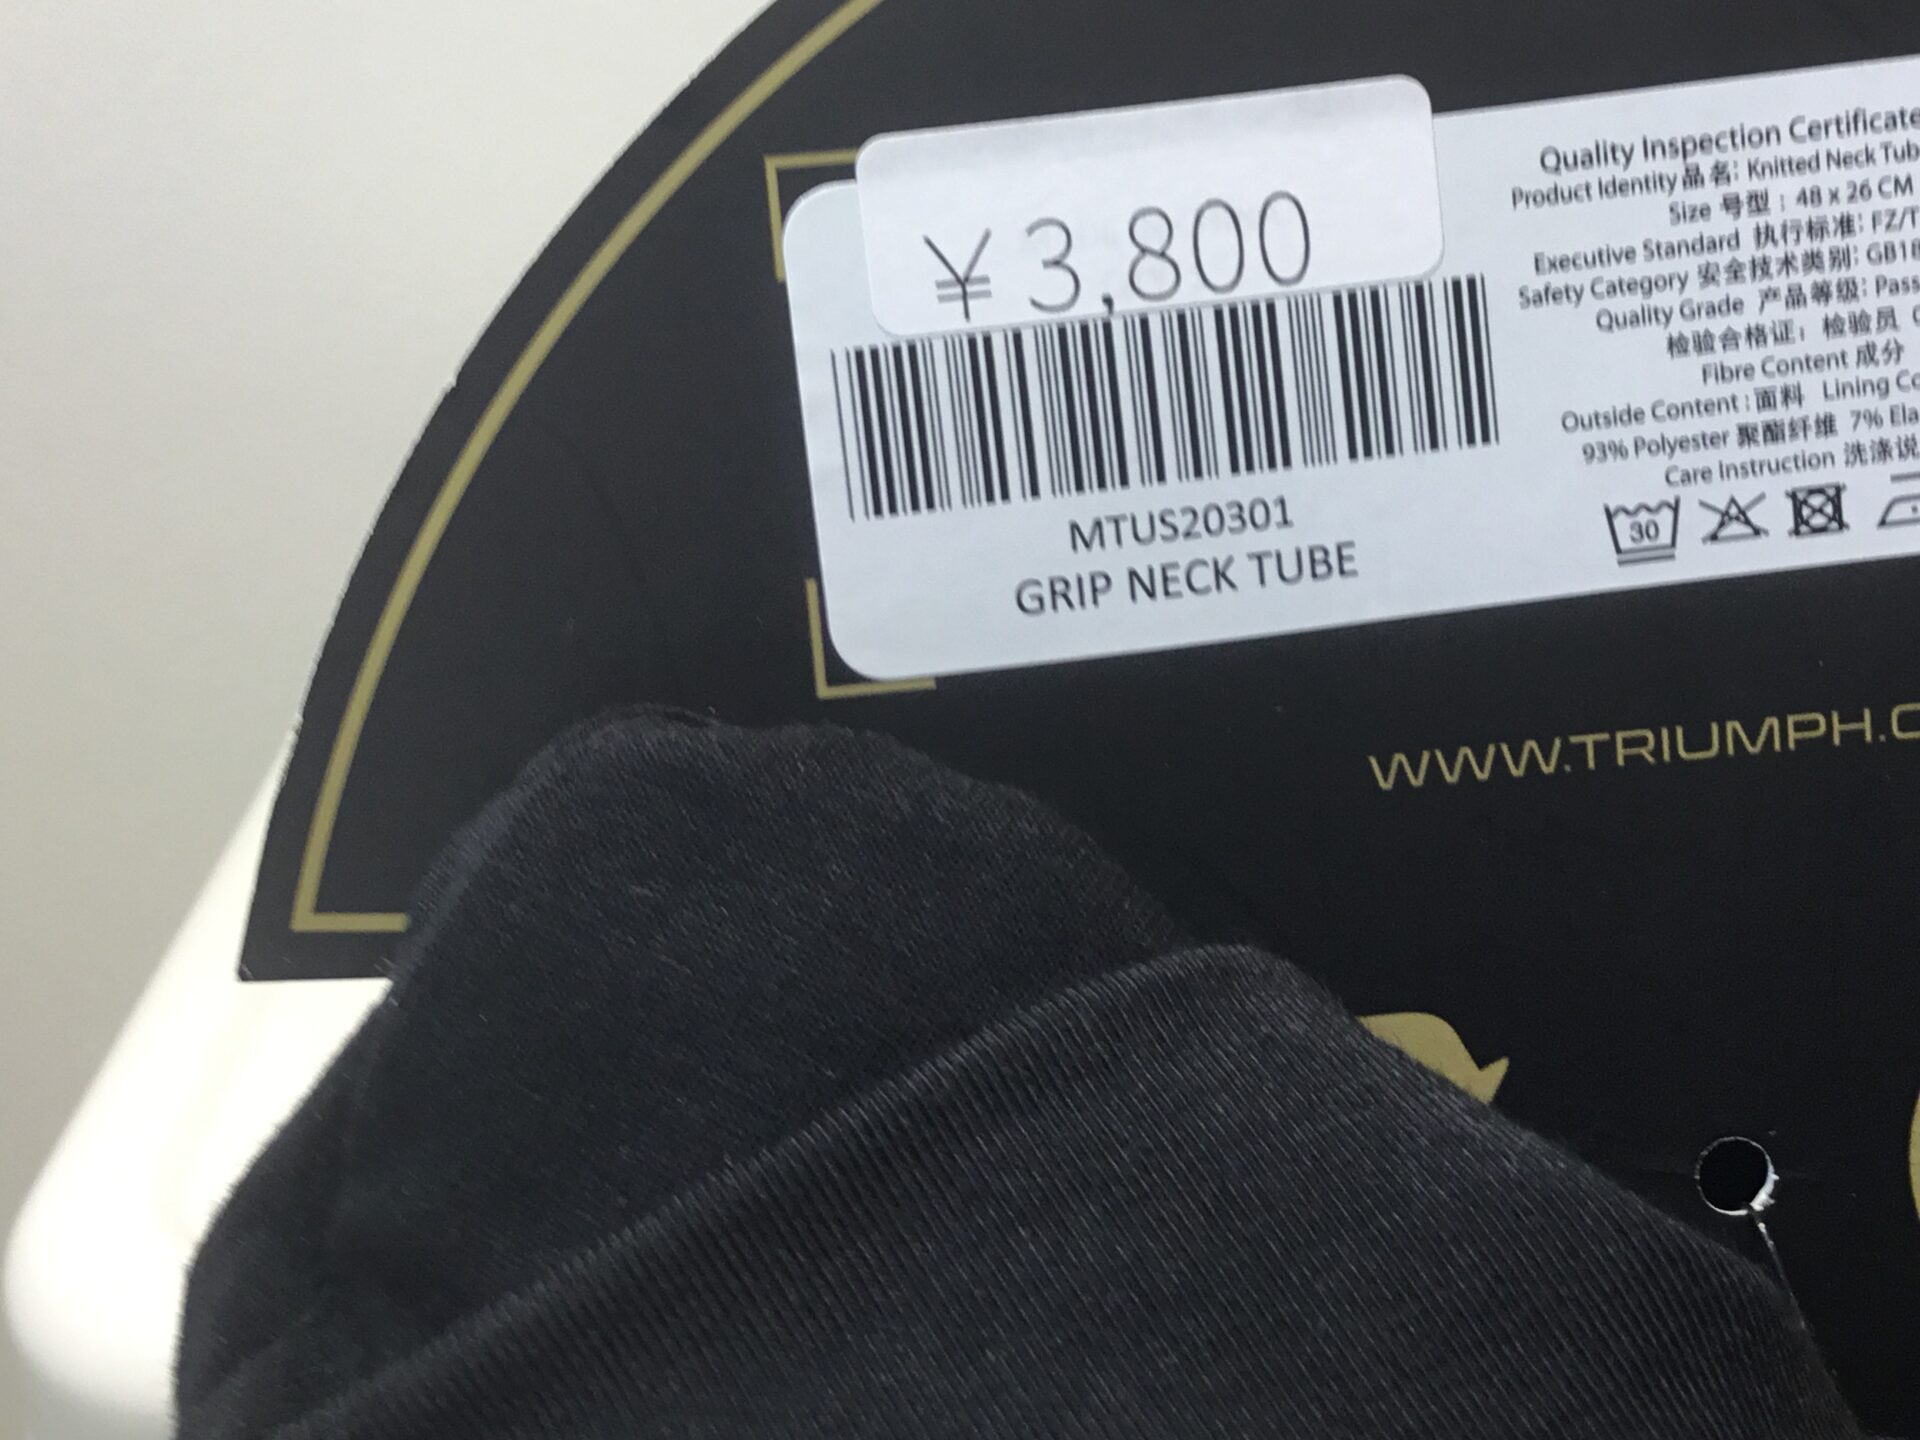 ¥3,800
MTUS20301
GRIP NECK TUBE
Quality Inspection Certificate
Product Identity 品名: Knitted Neck Tub
Size 号型: 48 x 26 CM
Executive Standard 执行标准: FZ/T
Safety Category 安全技术类别: GB18
Quality Grade 产品等级: Pass
检验合格证: 检验员
Fibre Content 成分
Outside Content: 面料 Lining Co
93% Polyester 聚酯纤维 7% Ela
Care Instruction 洗涤说
30
WWW.TRIUMPH.C